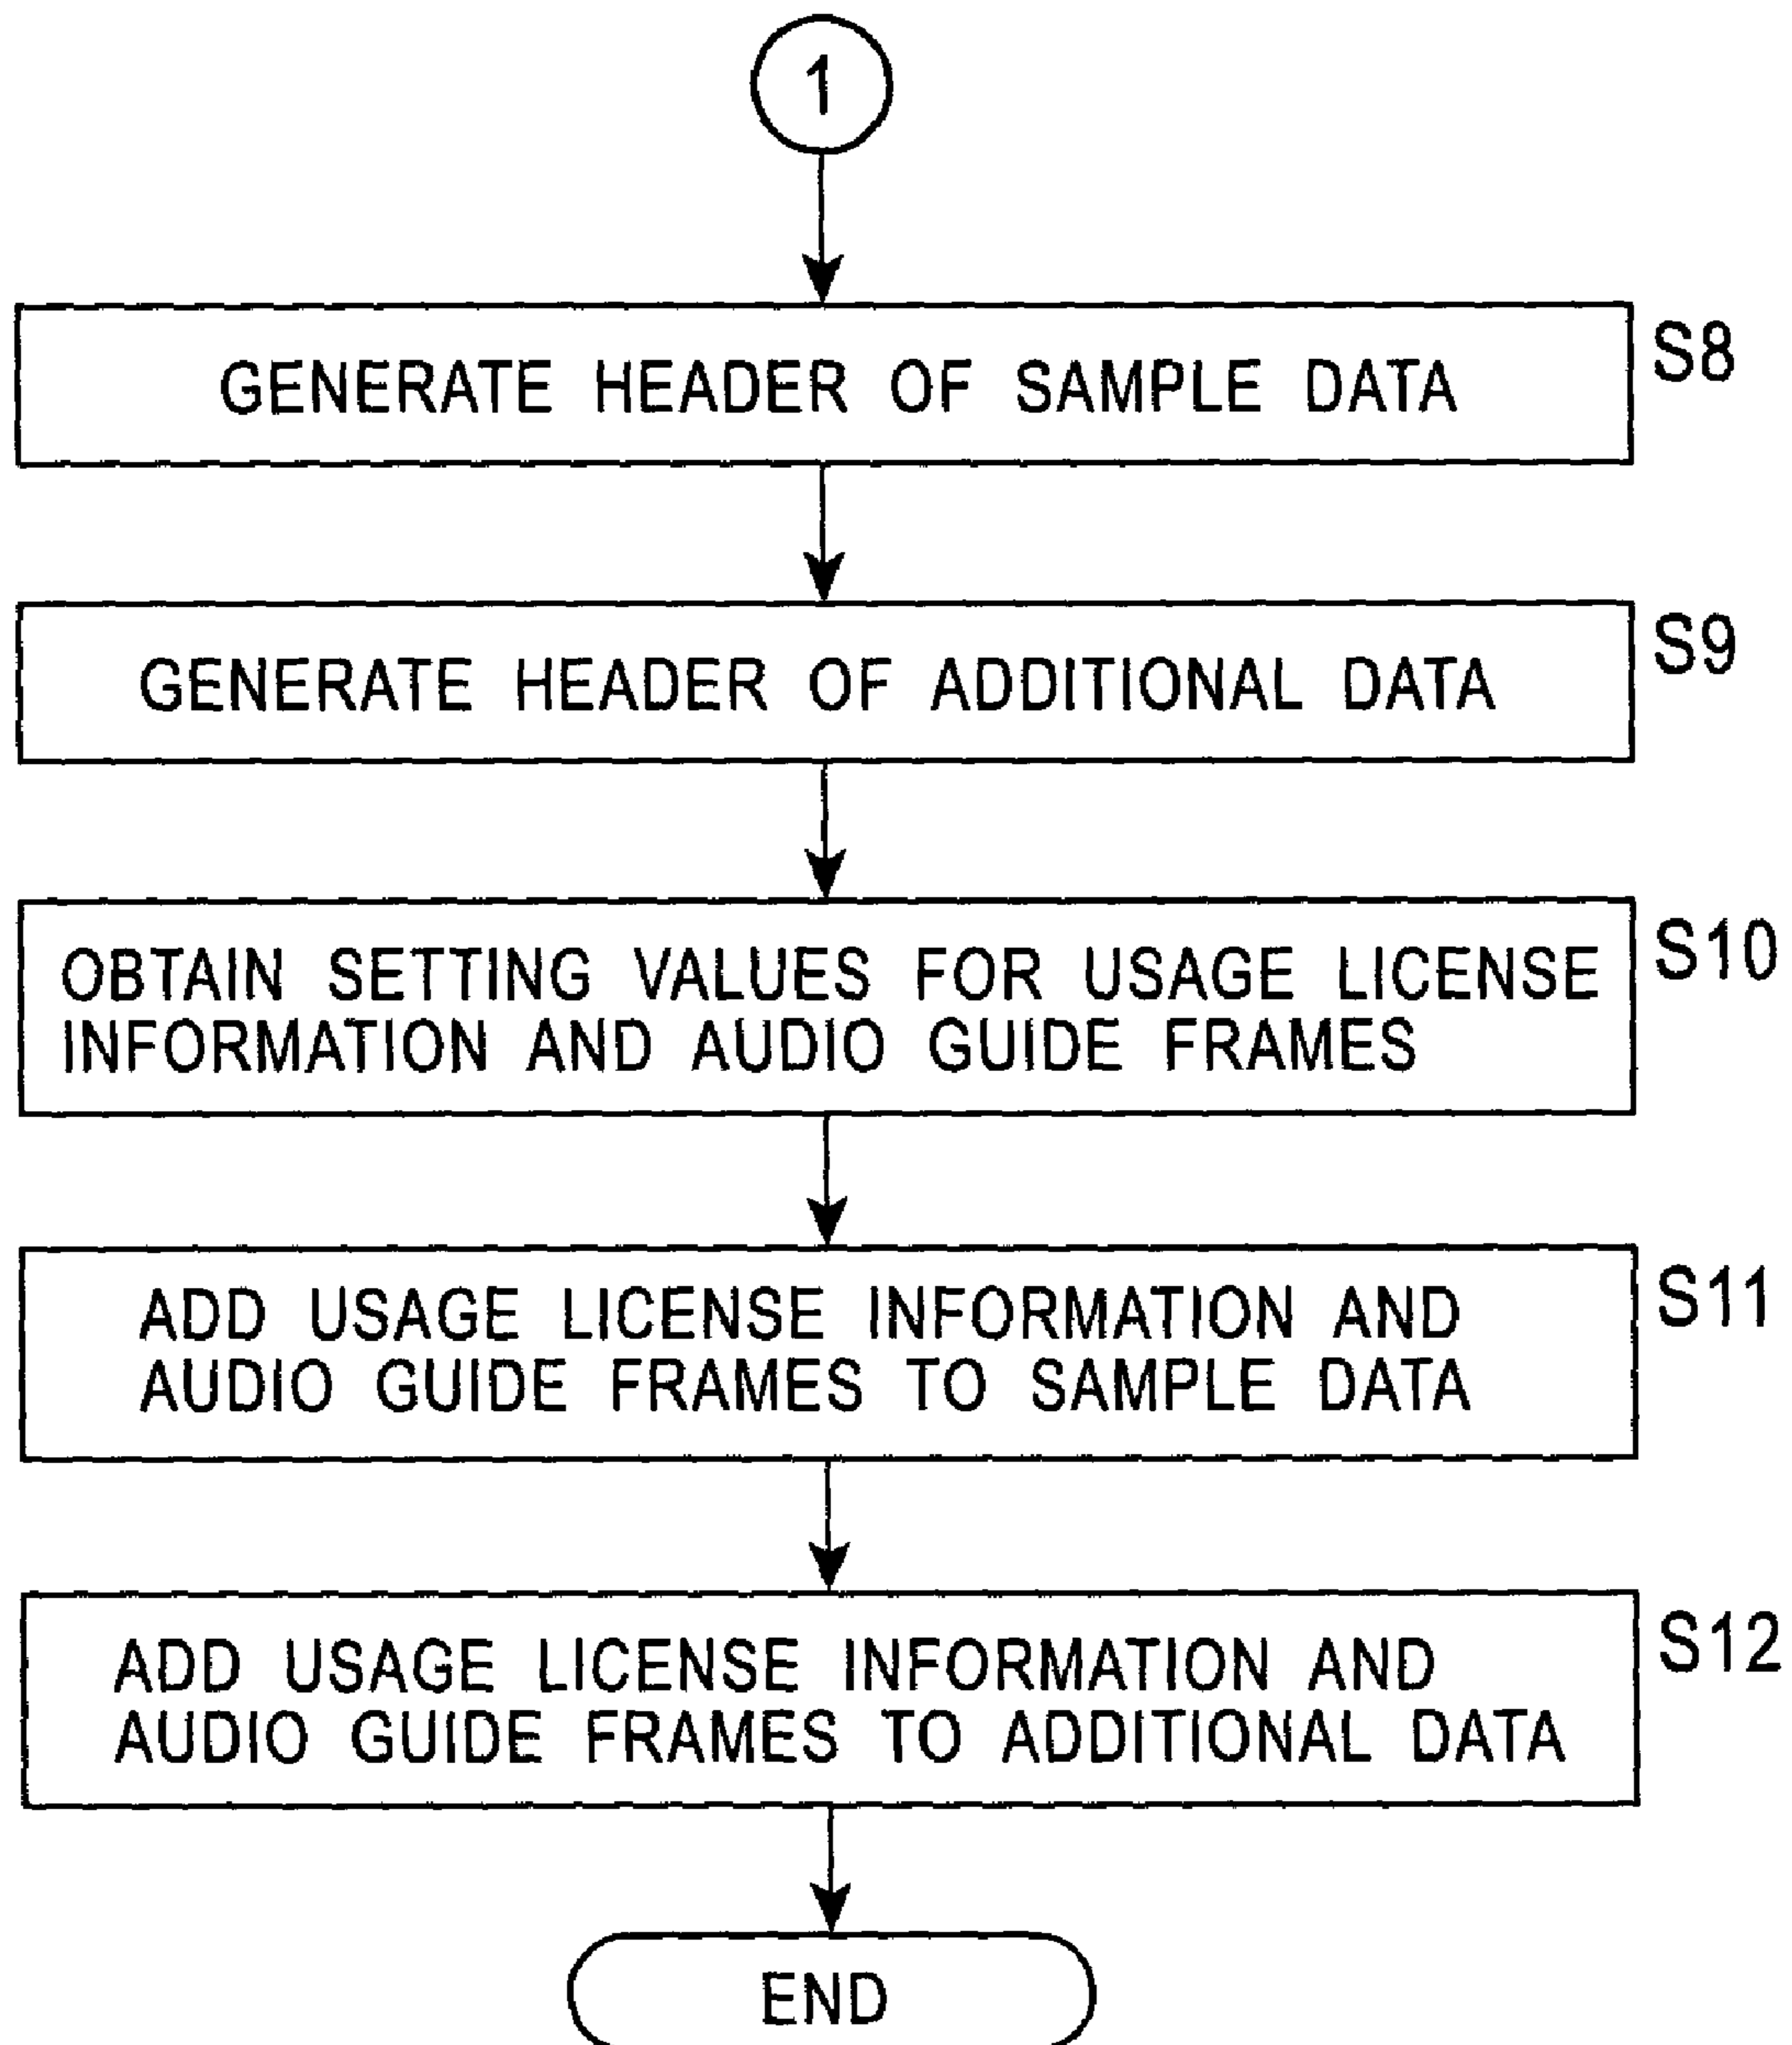 1
GENERATE HEADER OF SAMPLE DATA
S8
GENERATE HEADER OF ADDITIONAL DATA
S9
OBTAIN SETTING VALUES FOR USAGE LICENSE
INFORMATION AND AUDIO GUIDE FRAMES
S10
ADD USAGE LICENSE INFORMATION AND
AUDIO GUIDE FRAMES TO SAMPLE DATA
S11
ADD USAGE LICENSE INFORMATION AND
AUDIO GUIDE FRAMES TO ADDITIONAL DATA
S12
END